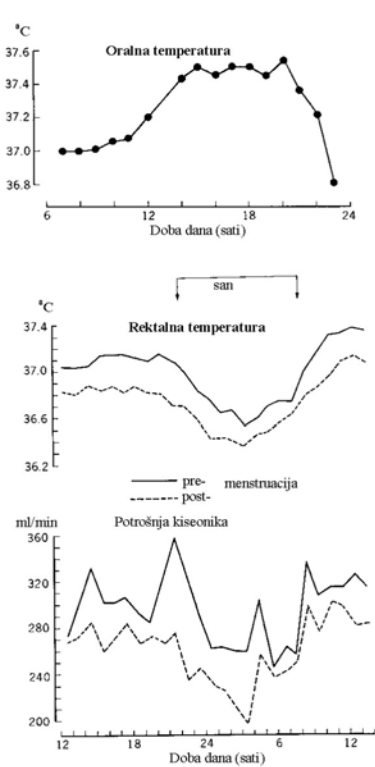 °C
Oralna temperatura
37.6
37.4
37.2
37.0
36.8
6 12 18 24
Doba dana (sati)
san
°C
Rektalna temperatura
37.4
37.0
36.6
36.2
pre- menstruacija
post-
ml/min Potrošnja kiseonika
360
320
280
240
200
12 18 24 6 12
Doba dana (sati)